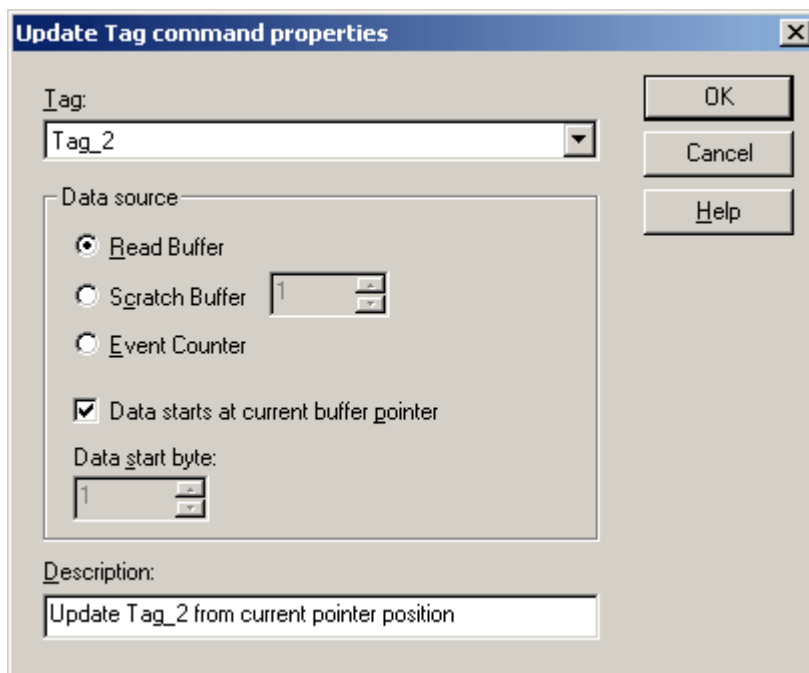 Update Tag command properties
Tag:
Tag_2
OK
Cancel
Help
Data source
Read Buffer
Scratch Buffer 1
Event Counter
Data starts at current buffer pointer
Data start byte:
1
Description:
Update Tag_2 from current pointer position